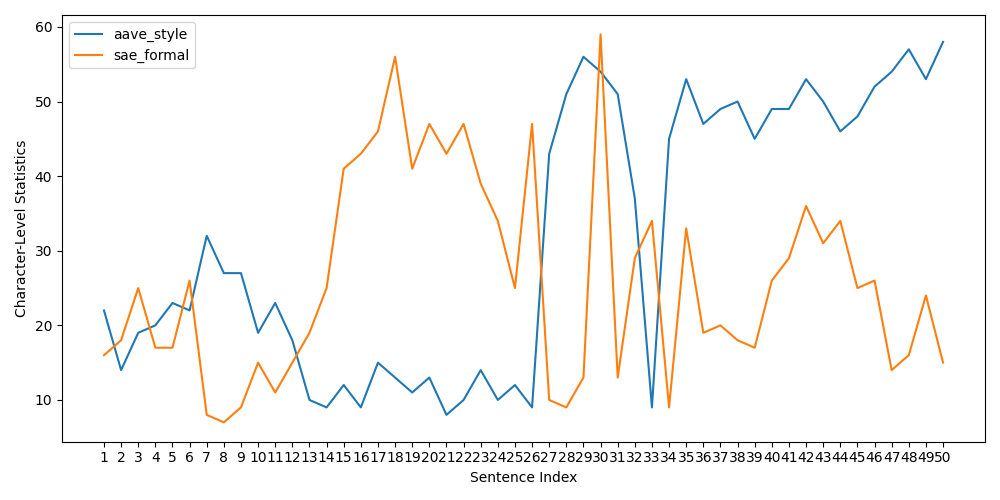 aave_style
sae_formal
60
50
40
30
20
10
Character-Level Statistics
1 2 3 4 5 6 7 8 9 10 11 12 13 14 15 16 17 18 19 20 21 22 23 24 25 26 27 28 29 30 31 32 33 34 35 36 37 38 39 40 41 42 43 44 45 46 47 48 49 50
Sentence Index